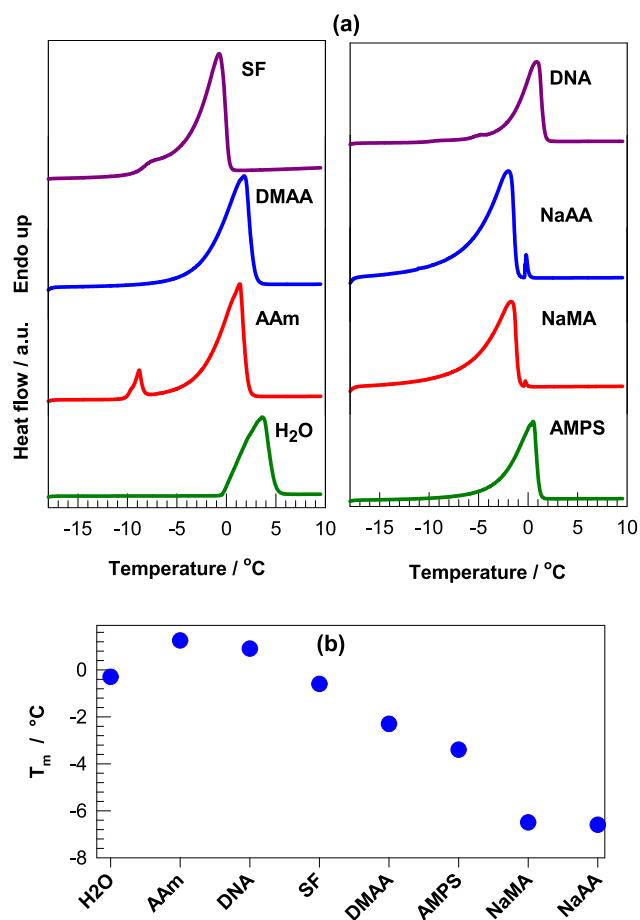 (a)
SF
DMAA
AAm
H₂O
Heat flow / a.u. Endo up
-15 -10 -5 0 5 10
Temperature / °C
DNA
NaAA
NaMA
AMPS
-15 -10 -5 0 5 10
Temperature / °C
(b)
Tₘ / °C
0
-2
-4
-6
-8
H2O
AAm
DNA
SF
DMAA
AMPS
NaMA
NaAA